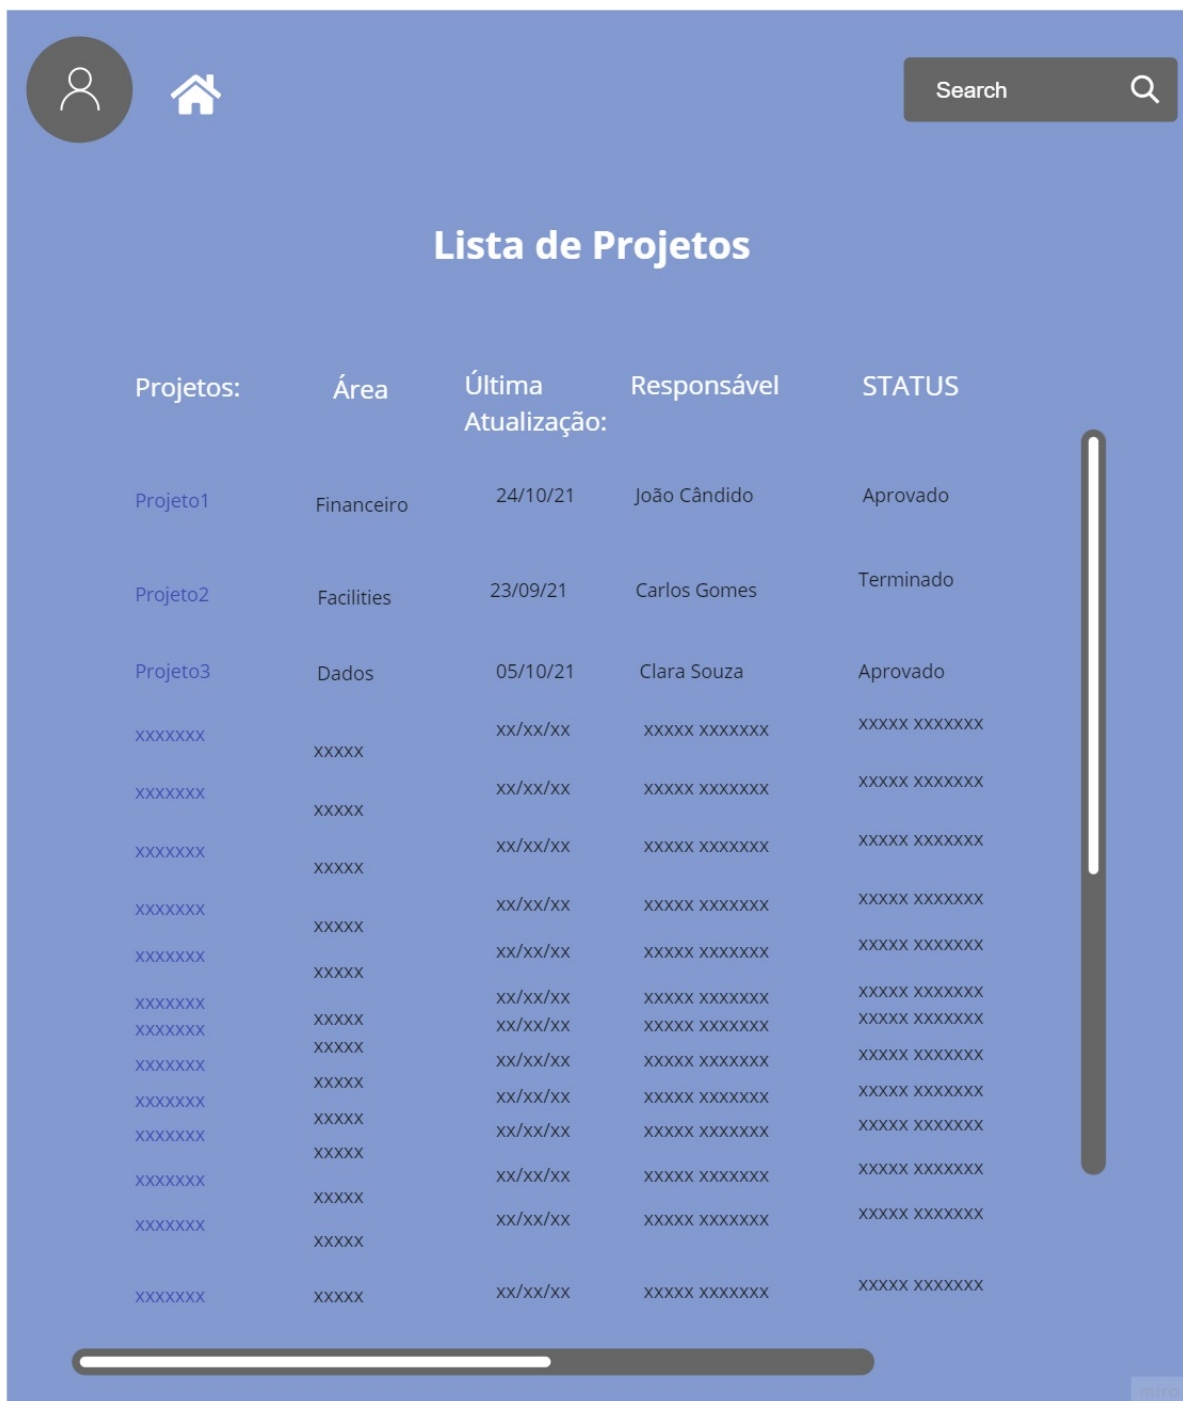 Search
Lista de Projetos
Projetos: Área Última Atualização: Responsável STATUS
Projeto1 Financeiro 24/10/21 João Cândido Aprovado
Projeto2 Facilities 23/09/21 Carlos Gomes Terminado
Projeto3 Dados 05/10/21 Clara Souza Aprovado
xxxxxxx xxxxx xx/xx/xx xxxxx xxxxxxx xxxxx xxxxxxx
xxxxxxx xxxxx xx/xx/xx xxxxx xxxxxxx xxxxx xxxxxxx
xxxxxxx xxxxx xx/xx/xx xxxxx xxxxxxx xxxxx xxxxxxx
xxxxxxx xxxxx xx/xx/xx xxxxx xxxxxxx xxxxx xxxxxxx
xxxxxxx xxxxx xx/xx/xx xxxxx xxxxxxx xxxxx xxxxxxx
xxxxxxx xxxxx xx/xx/xx xxxxx xxxxxxx xxxxx xxxxxxx
xxxxxxx xxxxx xx/xx/xx xxxxx xxxxxxx xxxxx xxxxxxx
xxxxxxx xxxxx xx/xx/xx xxxxx xxxxxxx xxxxx xxxxxxx
xxxxxxx xxxxx xx/xx/xx xxxxx xxxxxxx xxxxx xxxxxxx
xxxxxxx xxxxx xx/xx/xx xxxxx xxxxxxx xxxxx xxxxxxx
xxxxxxx xxxxx xx/xx/xx xxxxx xxxxxxx xxxxx xxxxxxx
xxxxxxx xxxxx xx/xx/xx xxxxx xxxxxxx xxxxx xxxxxxx
xxxxxxx xxxxx xx/xx/xx xxxxx xxxxxxx xxxxx xxxxxxx
miro